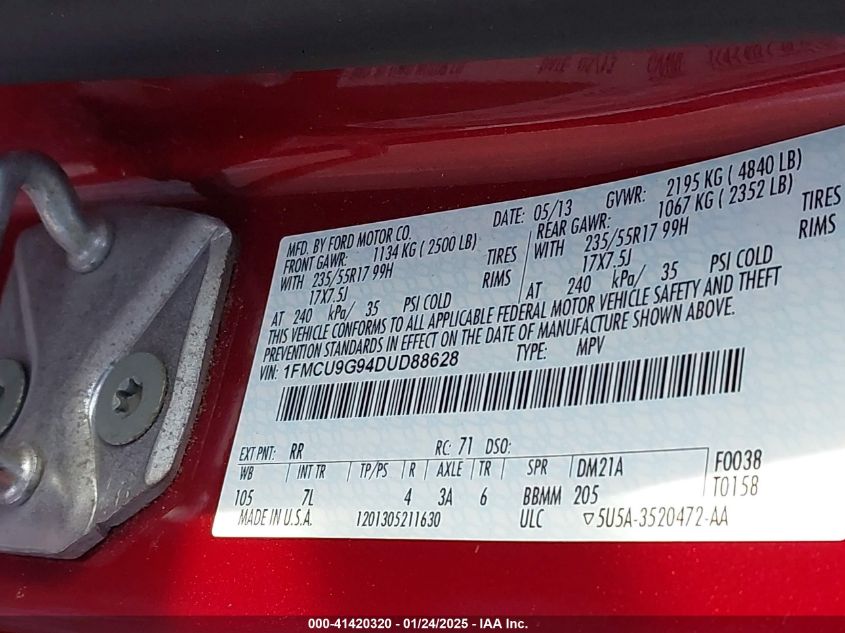 MFD. BY FORD MOTOR CO.
DATE: 05/13 GVWR: 2195 KG ( 4840 LB)
FRONT GAWR: 1134 KG ( 2500 LB)
REAR GAWR: 1067 KG ( 2352 LB)
WITH 235/55R17 99H TIRES
WITH 235/55R17 99H TIRES
17X7.5J RIMS
17X7.5J RIMS
AT 240 kPa/ 35 PSI COLD
AT 240 kPa/ 35 PSI COLD
THIS VEHICLE CONFORMS TO ALL APPLICABLE FEDERAL MOTOR VEHICLE SAFETY AND THEFT
PREVENTION STANDARDS IN EFFECT ON THE DATE OF MANUFACTURE SHOWN ABOVE.
VIN: 1FMCU9G94DUD88628 TYPE: MPV
EXT PNT: RR RC: 71 DSO:
WB INT TR TP/PS R AXLE TR SPR DM21A F0038
105 7L 4 3A 6 BBMM 205 T0158
MADE IN U.S.A. 1201305211630 ULC ▽5U5A-3520472-AA
000-41420320 - 01/24/2025 - IAA Inc.